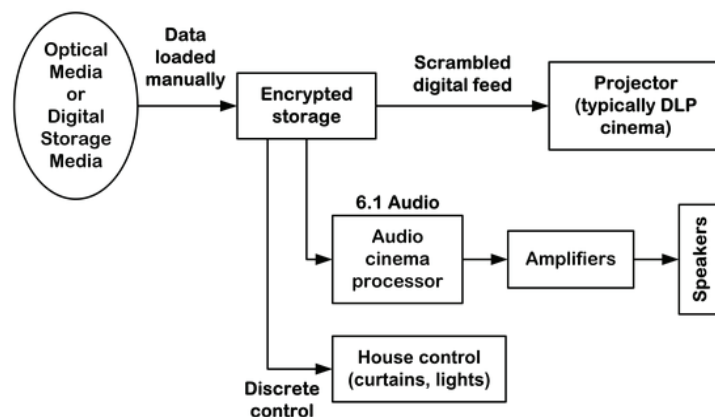 Optical
Media
or
Digital
Storage
Media
Data
loaded
manually
Encrypted
storage
Scrambled
digital feed
Projector
(typically DLP
cinema)
6.1 Audio
Audio
cinema
processor
Amplifiers
Speakers
House control
(curtains, lights)
Discrete
control